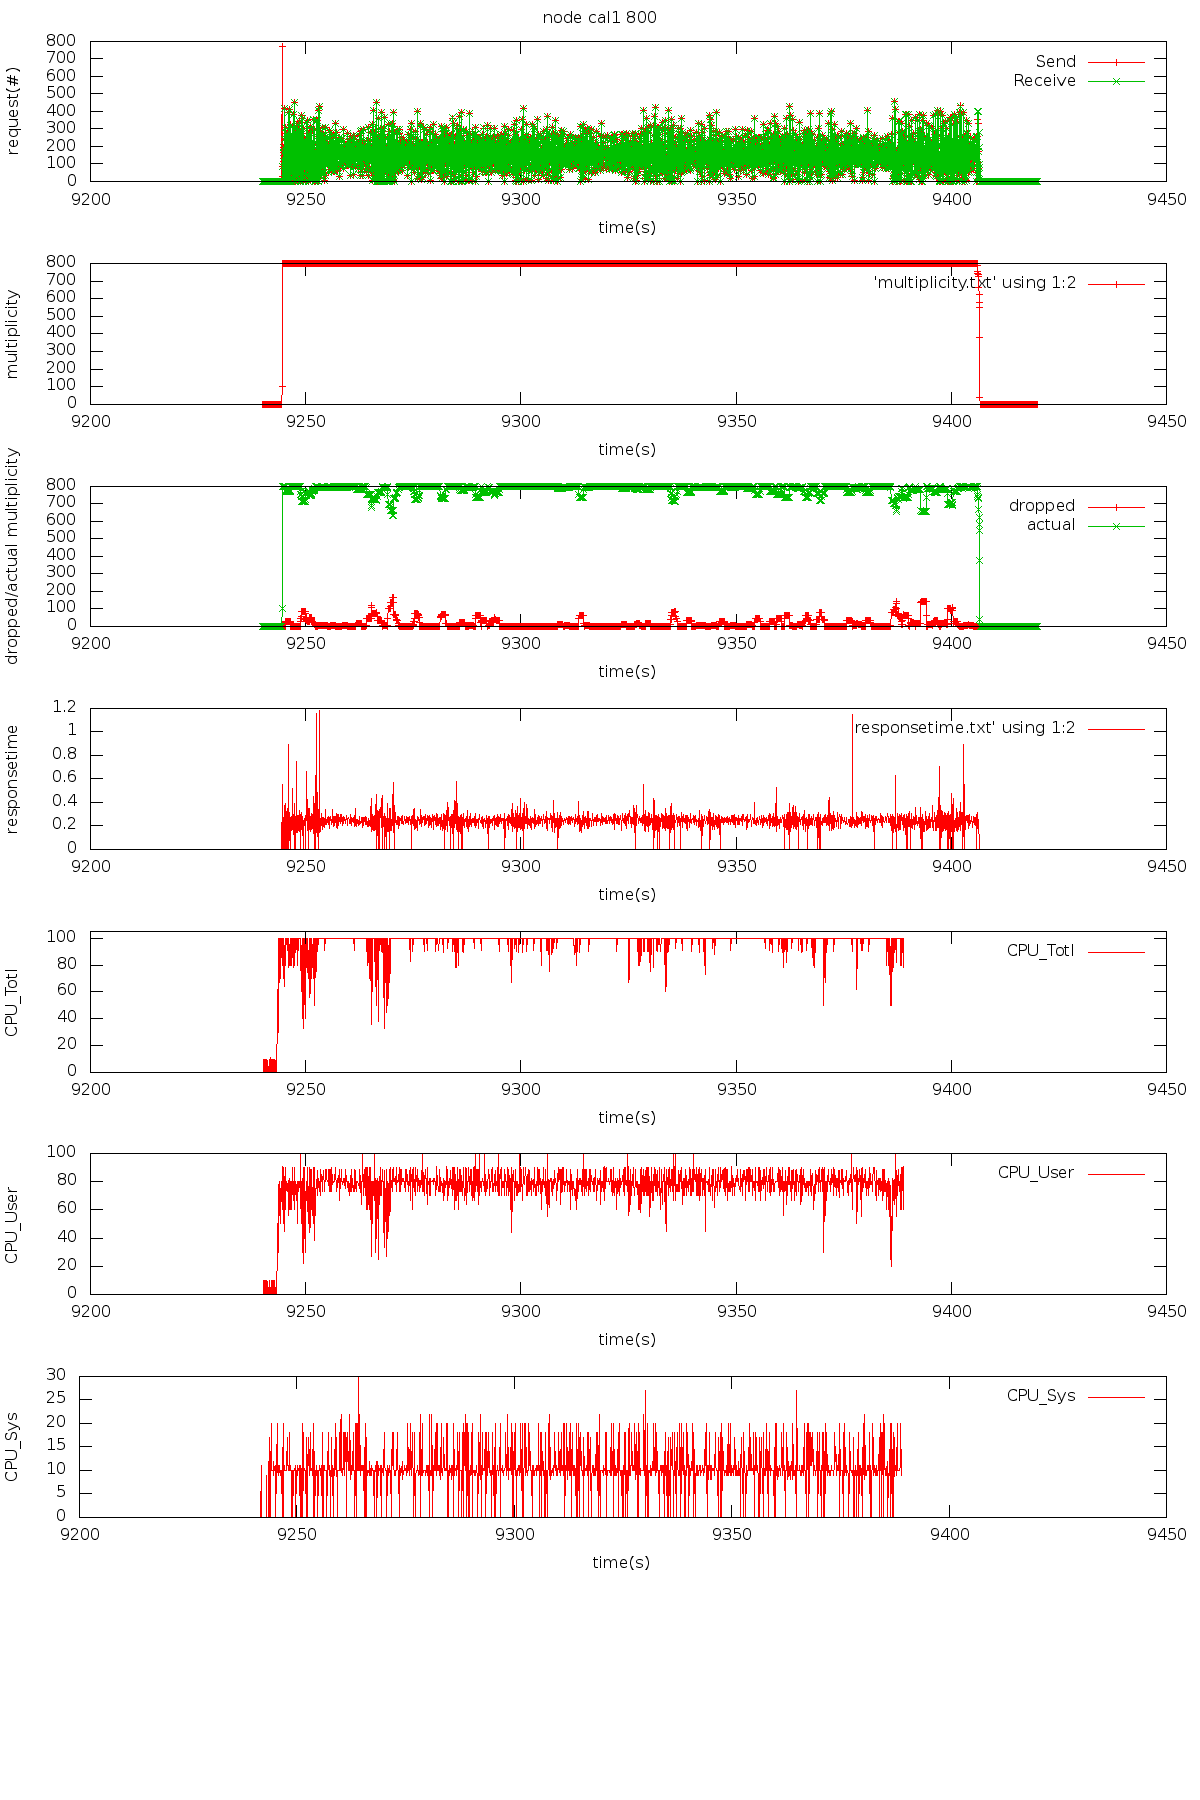 node cal1 800
800
700
600
500
400
300
200
100
0
request(#)
Send
Receive
9200 9250 9300 9350 9400 9450
time(s)
800
700
600
500
400
300
200
100
0
multiplicity
'multiplicity.txt' using 1:2
9200 9250 9300 9350 9400 9450
time(s)
800
700
600
500
400
300
200
100
0
dropped/actual multiplicity
dropped
actual
9200 9250 9300 9350 9400 9450
time(s)
1.2
1
0.8
0.6
0.4
0.2
0
responsetime
responsetime.txt' using 1:2
9200 9250 9300 9350 9400 9450
time(s)
100
80
60
40
20
0
CPU_Totl
CPU_Totl
9200 9250 9300 9350 9400 9450
time(s)
100
80
60
40
20
0
CPU_User
CPU_User
9200 9250 9300 9350 9400 9450
time(s)
30
25
20
15
10
5
0
CPU_Sys
CPU_Sys
9200 9250 9300 9350 9400 9450
time(s)